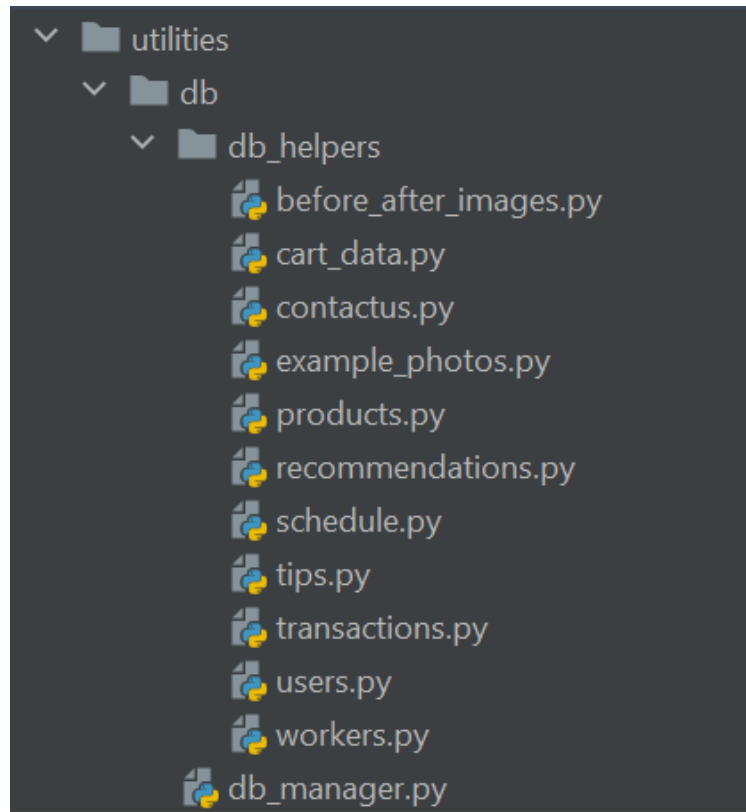 utilities
db
db_helpers
before_after_images.py
cart_data.py
contactus.py
example_photos.py
products.py
recommendations.py
schedule.py
tips.py
transactions.py
users.py
workers.py
db_manager.py